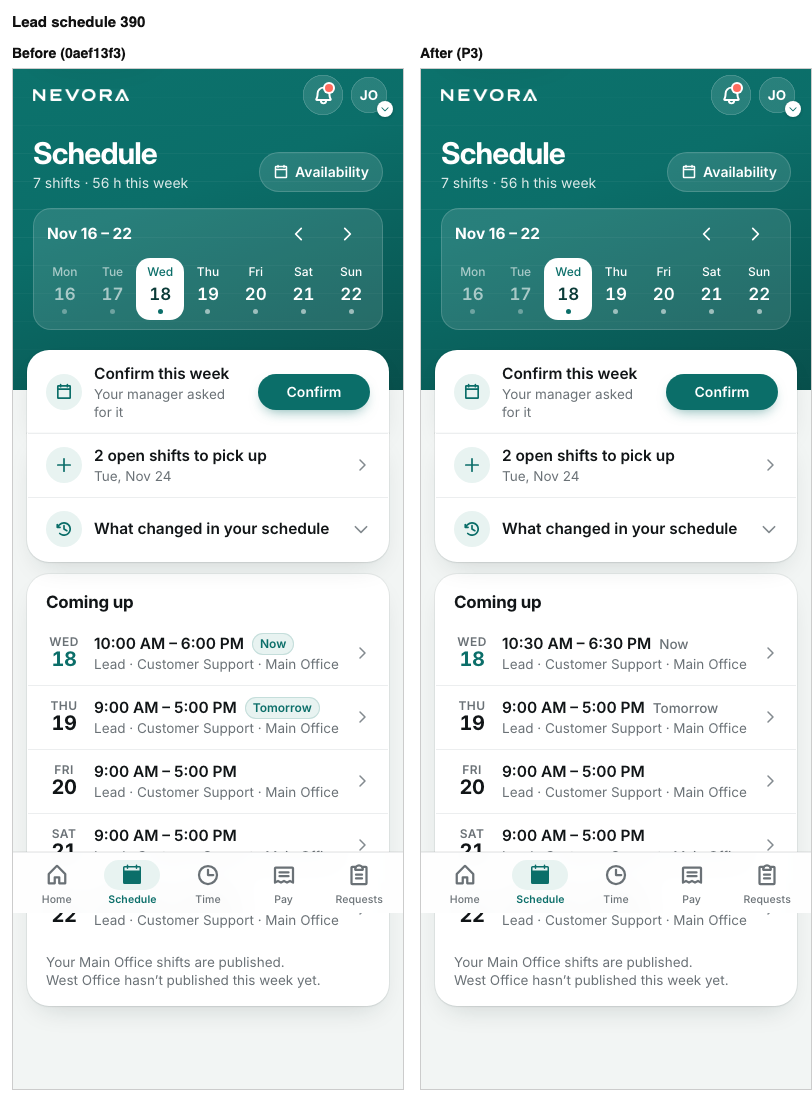 Lead schedule 390
Before (0aef13f3)
NEVORA
JO
Schedule
7 shifts · 56 h this week
Availability
Nov 16 – 22
Mon Tue Wed Thu Fri Sat Sun
16 17 18 19 20 21 22
Confirm this week
Your manager asked
for it
Confirm
2 open shifts to pick up
Tue, Nov 24
What changed in your schedule
Coming up
WED
18
10:00 AM – 6:00 PM Now
Lead · Customer Support · Main Office
THU
19
9:00 AM – 5:00 PM Tomorrow
Lead · Customer Support · Main Office
FRI
20
9:00 AM – 5:00 PM
Lead · Customer Support · Main Office
SAT
21
9:00 AM – 5:00 PM
Home Schedule Time Pay Requests
22
Lead · Customer Support · Main Office
Your Main Office shifts are published.
West Office hasn’t published this week yet.
After (P3)
NEVORA
JO
Schedule
7 shifts · 56 h this week
Availability
Nov 16 – 22
Mon Tue Wed Thu Fri Sat Sun
16 17 18 19 20 21 22
Confirm this week
Your manager asked
for it
Confirm
2 open shifts to pick up
Tue, Nov 24
What changed in your schedule
Coming up
WED
18
10:30 AM – 6:30 PM Now
Lead · Customer Support · Main Office
THU
19
9:00 AM – 5:00 PM Tomorrow
Lead · Customer Support · Main Office
FRI
20
9:00 AM – 5:00 PM
Lead · Customer Support · Main Office
SAT
21
9:00 AM – 5:00 PM
Home Schedule Time Pay Requests
22
Lead · Customer Support · Main Office
Your Main Office shifts are published.
West Office hasn’t published this week yet.